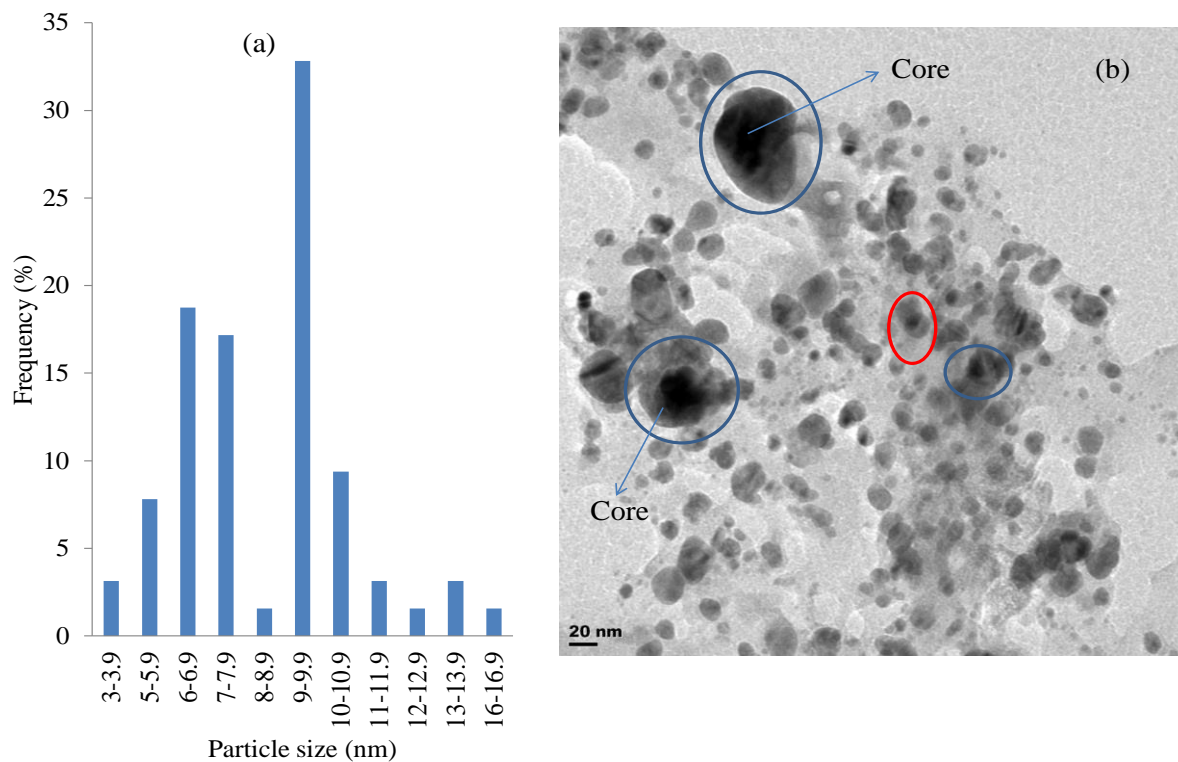 (a)
35
30
25
20
15
10
5
0
Frequency (%)
3-3.9
5-5.9
6-6.9
7-7.9
8-8.9
9-9.9
10-10.9
11-11.9
12-12.9
13-13.9
16-16.9
Particle size (nm)
Core
(b)
Core
20 nm